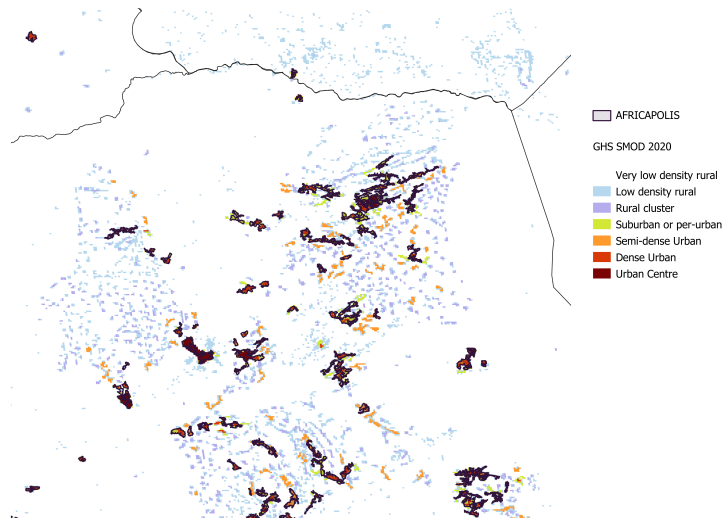 AFRICAPOLIS
GHS SMOD 2020
Very low density rural
Low density rural
Rural cluster
Suburban or per-urban
Semi-dense Urban
Dense Urban
Urban Centre